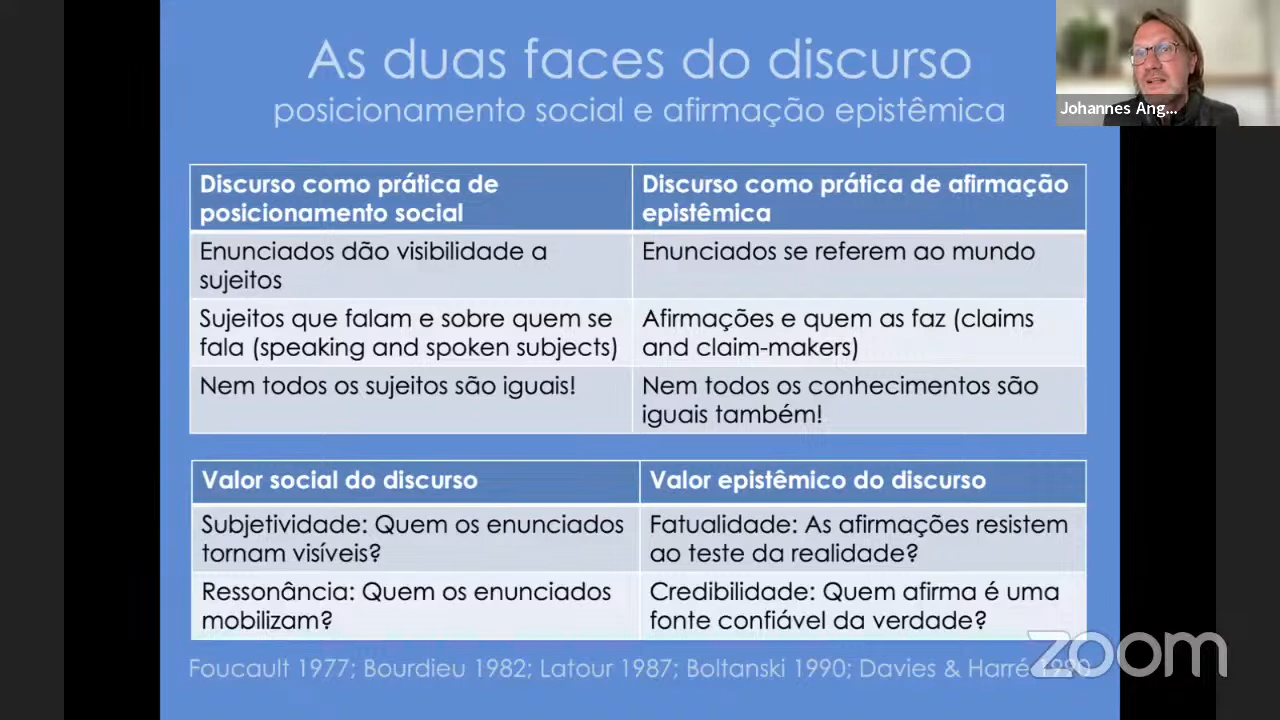 As duas faces do discurso
posicionamento social e afirmação epistêmica
Johannes Ang...
Discurso como prática de
posicionamento social
Discurso como prática de afirmação
epistêmica
Enunciados dão visibilidade a
sujeitos
Enunciados se referem ao mundo
Sujeitos que falam e sobre quem se
fala (speaking and spoken subjects)
Afirmações e quem as faz (claims
and claim-makers)
Nem todos os sujeitos são iguais!
Nem todos os conhecimentos são
iguais também!
Valor social do discurso
Valor epistêmico do discurso
Subjetividade: Quem os enunciados
tornam visíveis?
Fatualidade: As afirmações resistem
ao teste da realidade?
Ressonância: Quem os enunciados
mobilizam?
Credibilidade: Quem afirma é uma
fonte confiável da verdade?
Foucault 1977; Bourdieu 1982; Latour 1987; Boltanski 1990; Davies & Harré 1990
zoom